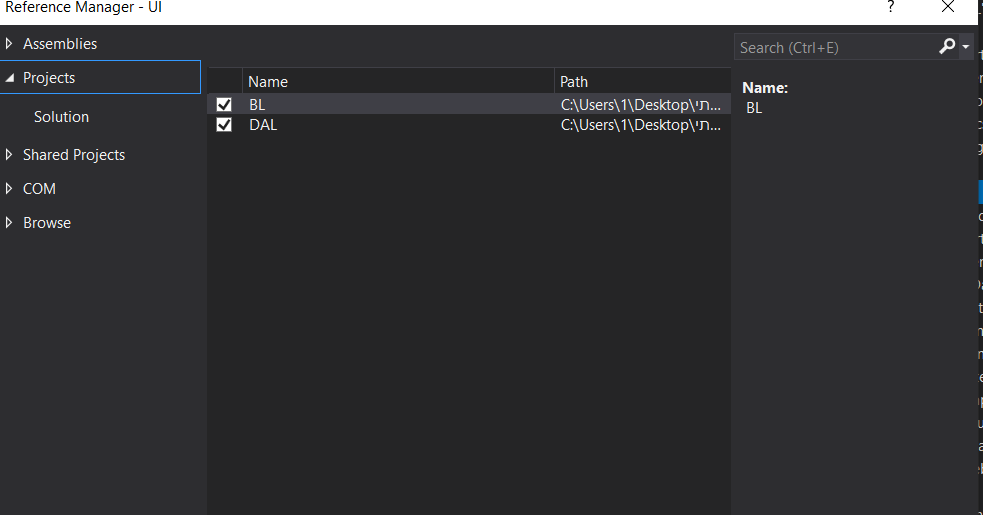 Reference Manager - UI
? 
Assemblies
Projects
Solution
Shared Projects
COM
Browse
Name Path
BL C:\Users\1\Desktop\תי...
DAL C:\Users\1\Desktop\תי...
Search (Ctrl+E)
Name:
BL